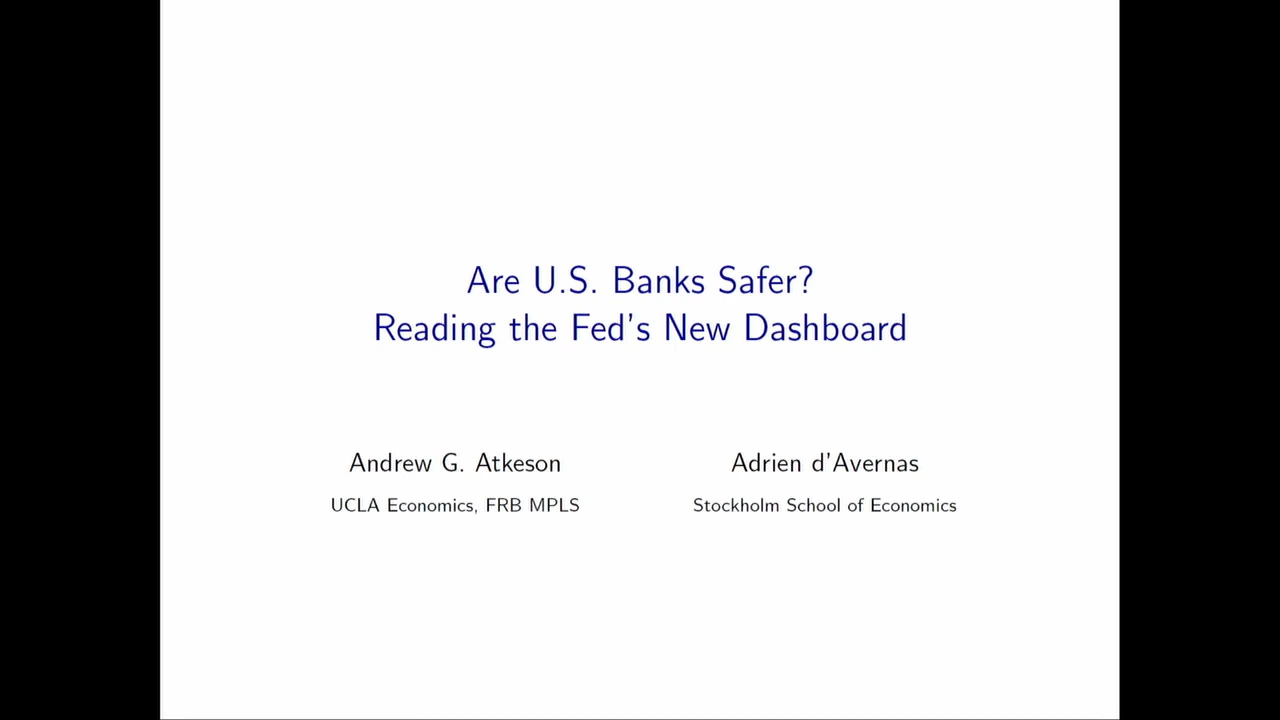 Are U.S. Banks Safer?
Reading the Fed's New Dashboard
Andrew G. Atkeson
UCLA Economics, FRB MPLS
Adrien d'Avernas
Stockholm School of Economics